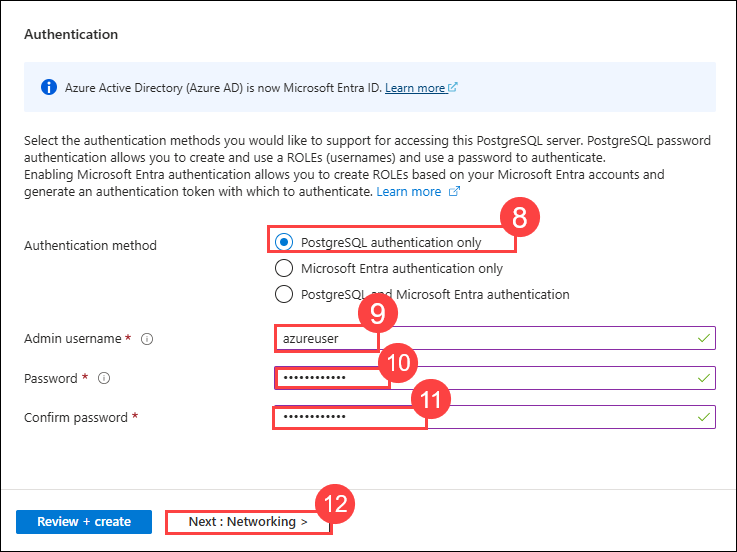 Authentication
Azure Active Directory (Azure AD) is now Microsoft Entra ID. Learn more
Select the authentication methods you would like to support for accessing this PostgreSQL server. PostgreSQL password
authentication allows you to create and use a ROLEs (usernames) and use a password to authenticate.
Enabling Microsoft Entra authentication allows you to create ROLEs based on your Microsoft Entra accounts and
generate an authentication token with which to authenticate. Learn more
8
Authentication method
PostgreSQL authentication only
Microsoft Entra authentication only
PostgreSQL and Microsoft Entra authentication
9
Admin username *
azureuser
10
Password *
••••••••••••
11
Confirm password *
••••••••••••
12
Review + create
Next : Networking >